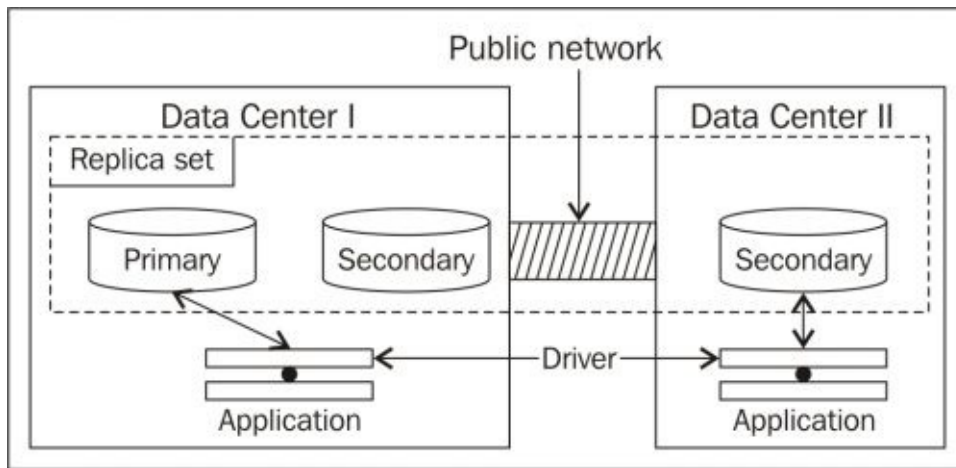 Public network
Data Center I
Data Center II
Replica set
Primary
Secondary
Secondary
Driver
Application
Application